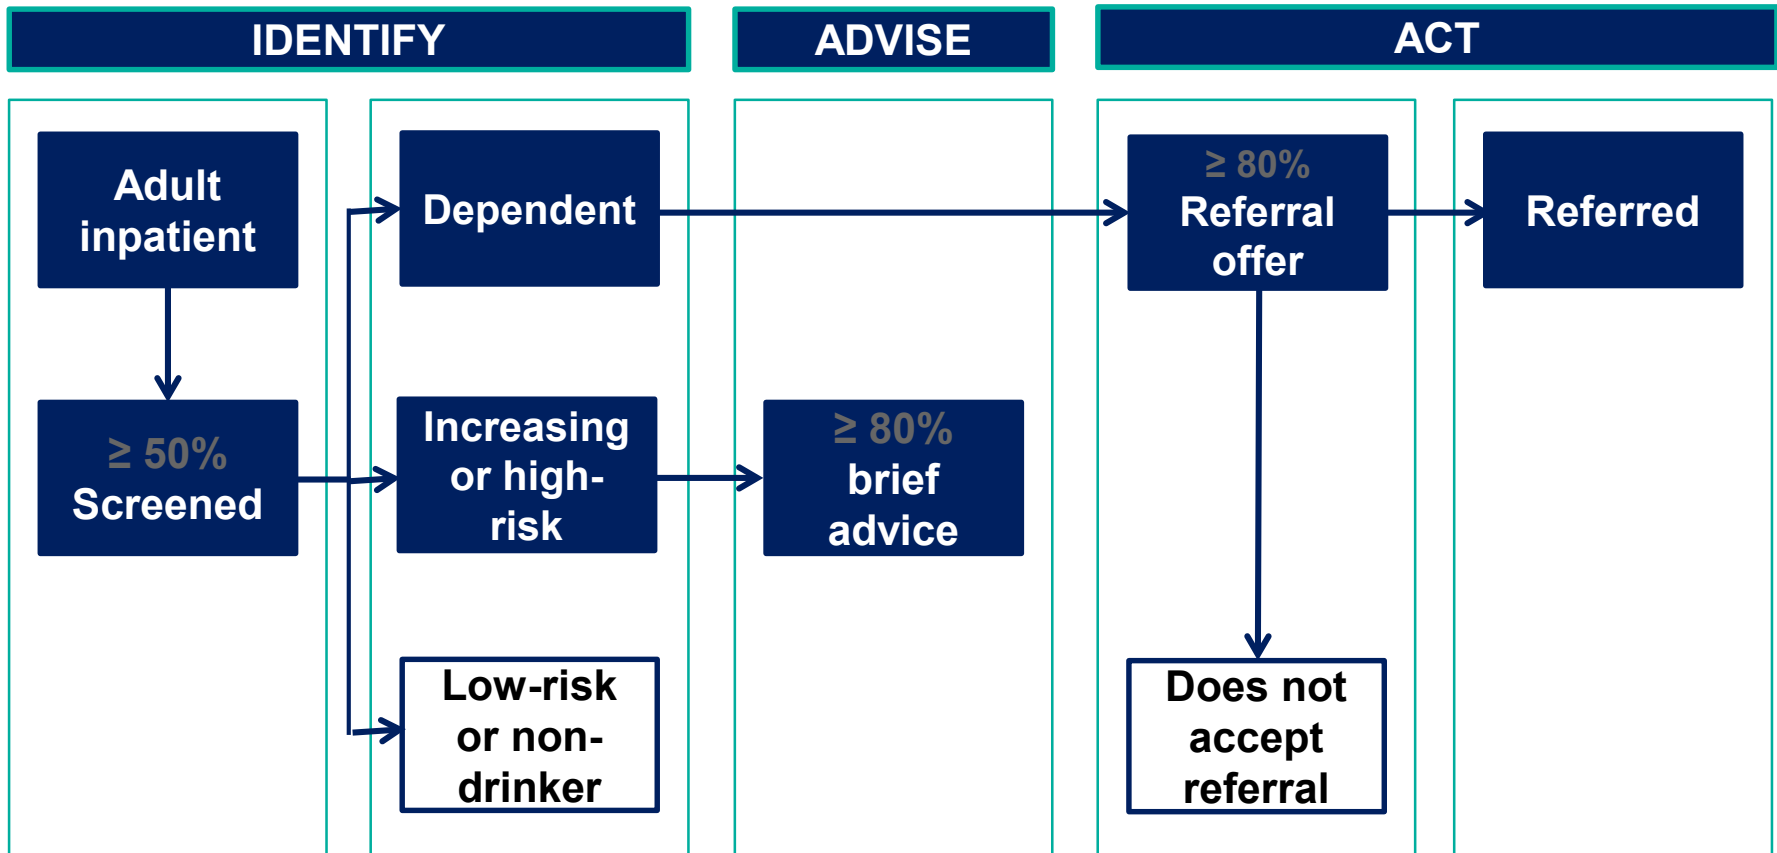 IDENTIFY
ADVISE
ACT
Adult
inpatient
≥ 50%
Screened
Dependent
Increasing
or high-
risk
Low-risk
or non-
drinker
≥ 80%
brief
advice
≥ 80%
Referral
offer
Does not
accept
referral
Referred